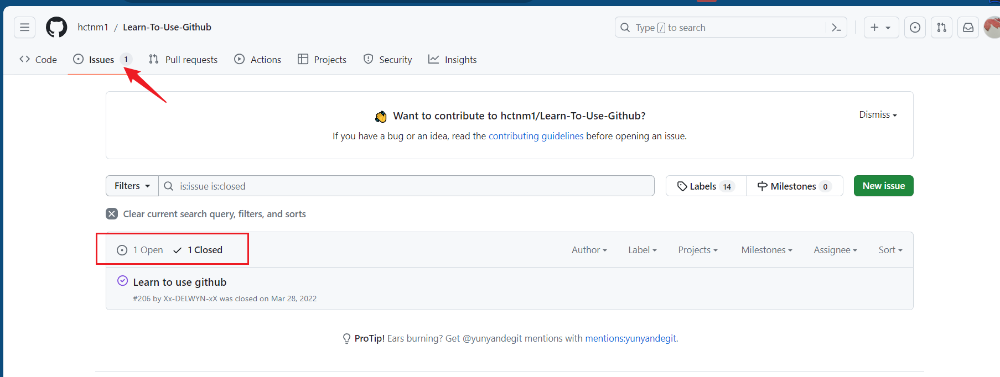 hctnm1 / Learn-To-Use-Github
Type / to search
Code Issues 1 Pull requests Actions Projects Security Insights
Want to contribute to hctnm1/Learn-To-Use-Github?
Dismiss
If you have a bug or an idea, read the contributing guidelines before opening an issue.
Filters is:issue is:closed Labels 14 Milestones 0 New issue
Clear current search query, filters, and sorts
1 Open 1 Closed Author Label Projects Milestones Assignee Sort
Learn to use github
#206 by Xx-DELWYN-xX was closed on Mar 28, 2022
ProTip! Ears burning? Get @yunyandegit mentions with mentions:yunyandegit.